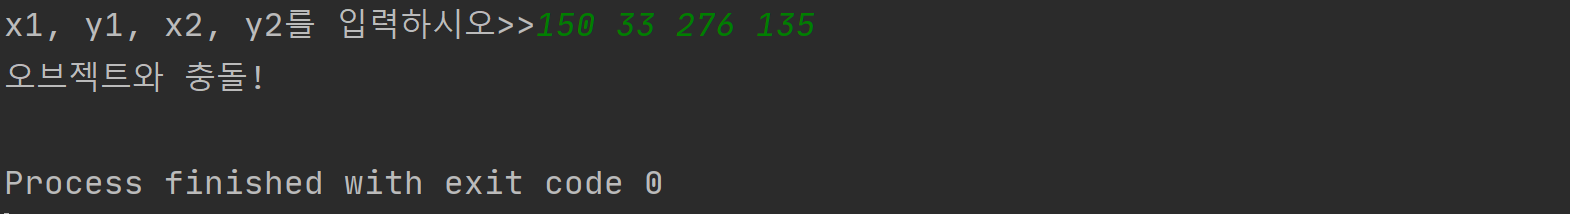 x1, y1, x2, y2를 입력하시오>>150 33 276 135
오브젝트와 충돌!
Process finished with exit code 0